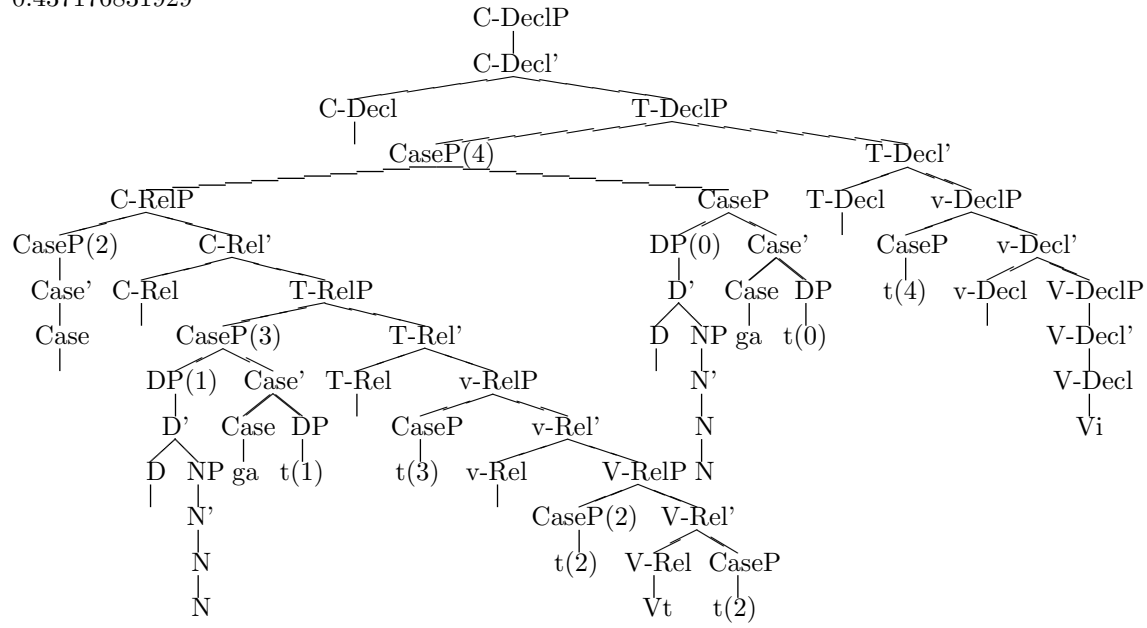 0.457176831929
C-DeclP
C-Decl'
C-Decl T-DeclP
CaseP(4) T-Decl'
C-RelP CaseP T-Decl v-DeclP
CaseP(2) C-Rel' DP(0) Case' CaseP v-Decl'
Case' C-Rel T-RelP D' Case DP t(4) v-Decl V-DeclP
Case CaseP(3) T-Rel' D NP ga t(0) V-Decl'
DP(1) Case' T-Rel v-RelP N' V-Decl
D' Case DP CaseP v-Rel' N Vi
D NP ga t(1) t(3) v-Rel V-RelP N
N' CaseP(2) V-Rel'
N t(2) V-Rel CaseP
N Vt t(2)